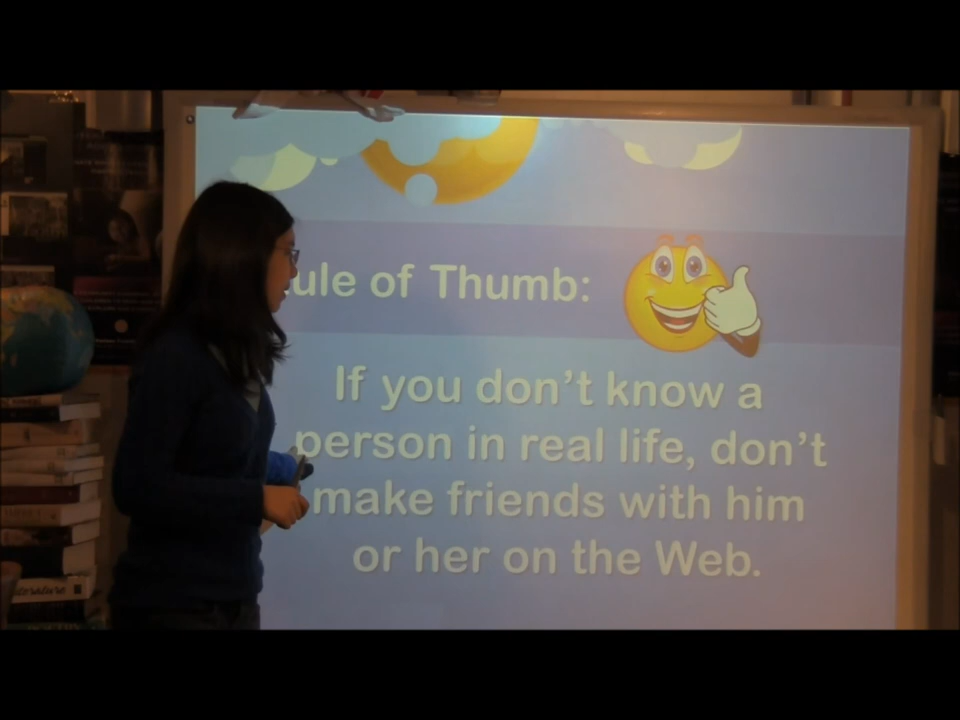 ule of Thumb:
If you don't know a
person in real life, don't
make friends with him
or her on the Web.